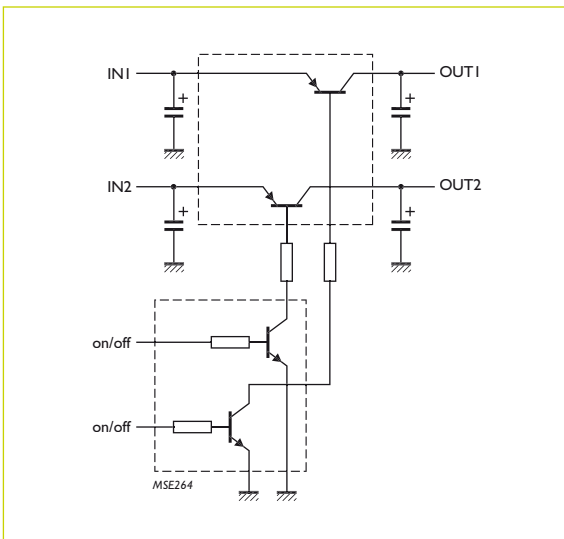 IN1
OUT1
+
+
IN2
OUT2
+
+
on/off
on/off
MSE264